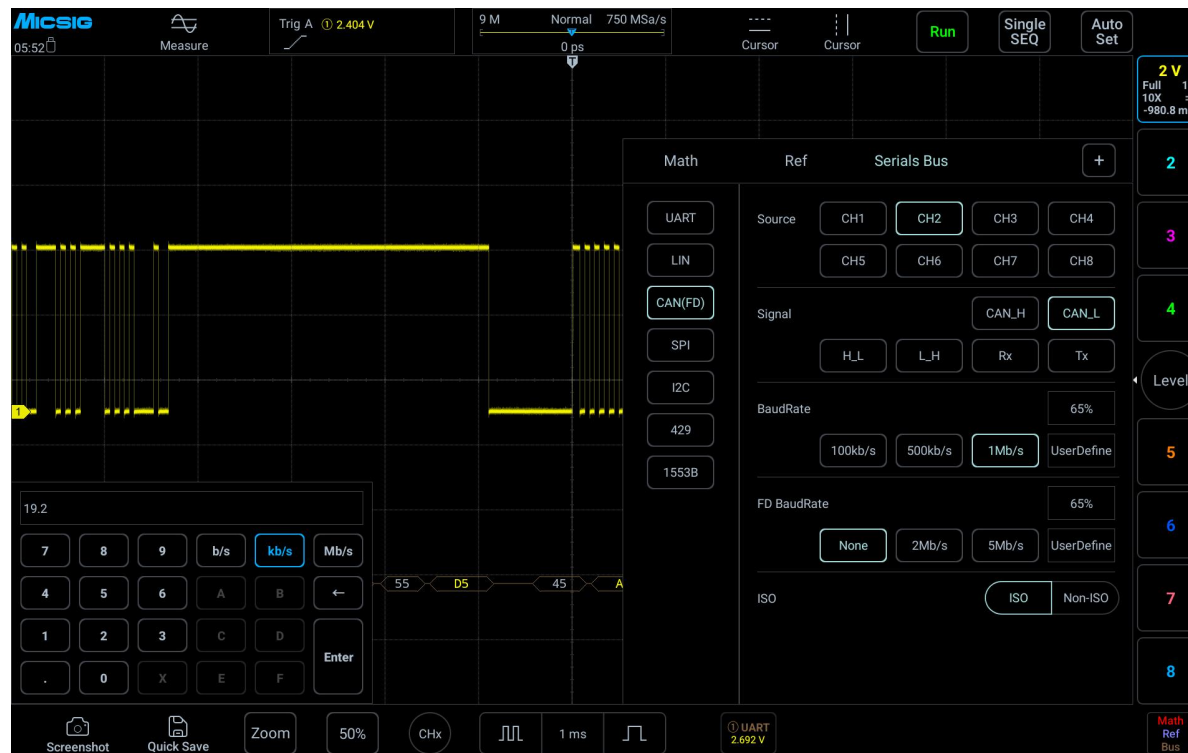 Micsig
05:52
Measure
Trig A ① 2.404 V
9 M Normal 750 MSa/s
0 ps
Cursor
Cursor
Run
Single
SEQ
Auto
Set
T
2 V
Full 1
10X
-980.8 m
2
3
4
Level
5
6
7
8
Math Ref Serials Bus +
UART
LIN
CAN(FD)
SPI
I2C
429
1553B
Source CH1 CH2 CH3 CH4
CH5 CH6 CH7 CH8
Signal CAN_H CAN_L
H_L L_H Rx Tx
BaudRate 65%
100kb/s 500kb/s 1Mb/s UserDefine
FD BaudRate 65%
None 2Mb/s 5Mb/s UserDefine
ISO ISO Non-ISO
1
55 D5 45 A
19.2
7 8 9 b/s kb/s Mb/s
4 5 6 A B ←
1 2 3 C D Enter
. 0 X E F
Screenshot
Quick Save
Zoom
50%
CHx
1 ms
① UART
2.692 V
Math
Ref
Bus